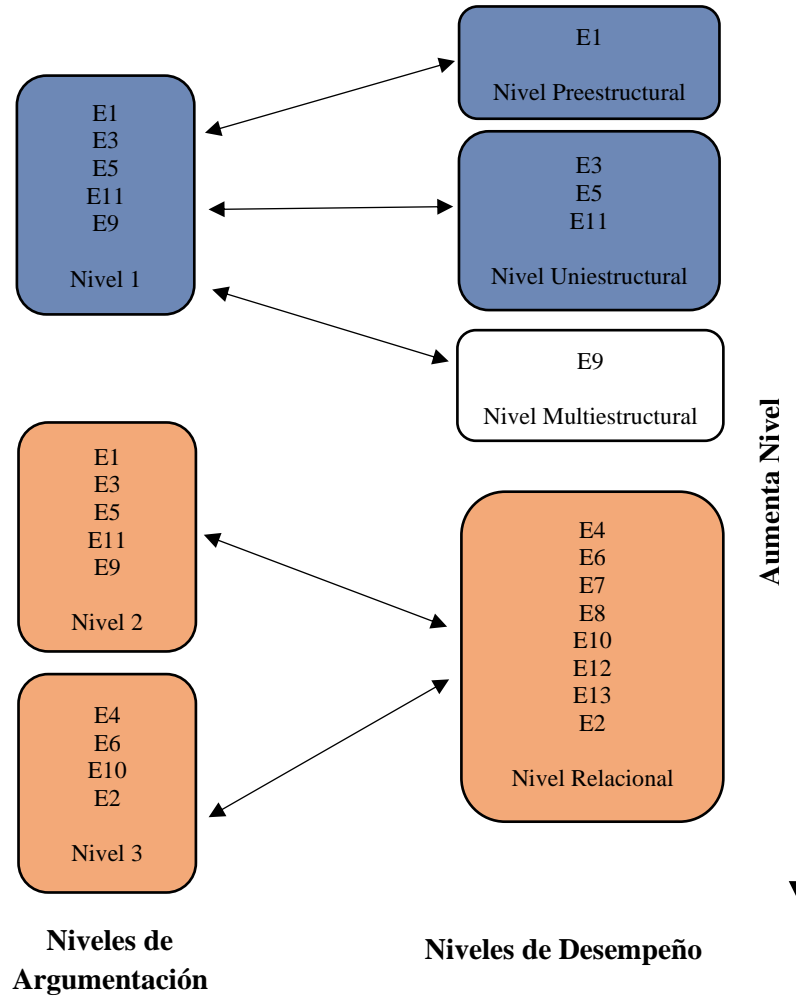 E1
E3
E5
E11
E9
Nivel 1
E1
Nivel Preestructural
E3
E5
E11
Nivel Uniestructural
E9
Nivel Multiestructural
E1
E3
E5
E11
E9
Nivel 2
E4
E6
E10
E2
Nivel 3
E4
E6
E7
E8
E10
E12
E13
E2
Nivel Relacional
Aumenta Nivel
Niveles de
Argumentación
Niveles de Desempeño